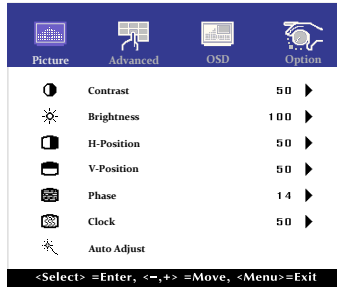 Picture Advanced OSD Option
Contrast 50
Brightness 100
H-Position 50
V-Position 50
Phase 14
Clock 50
Auto Adjust
<Select> =Enter, <-,+> =Move, <Menu>=Exit